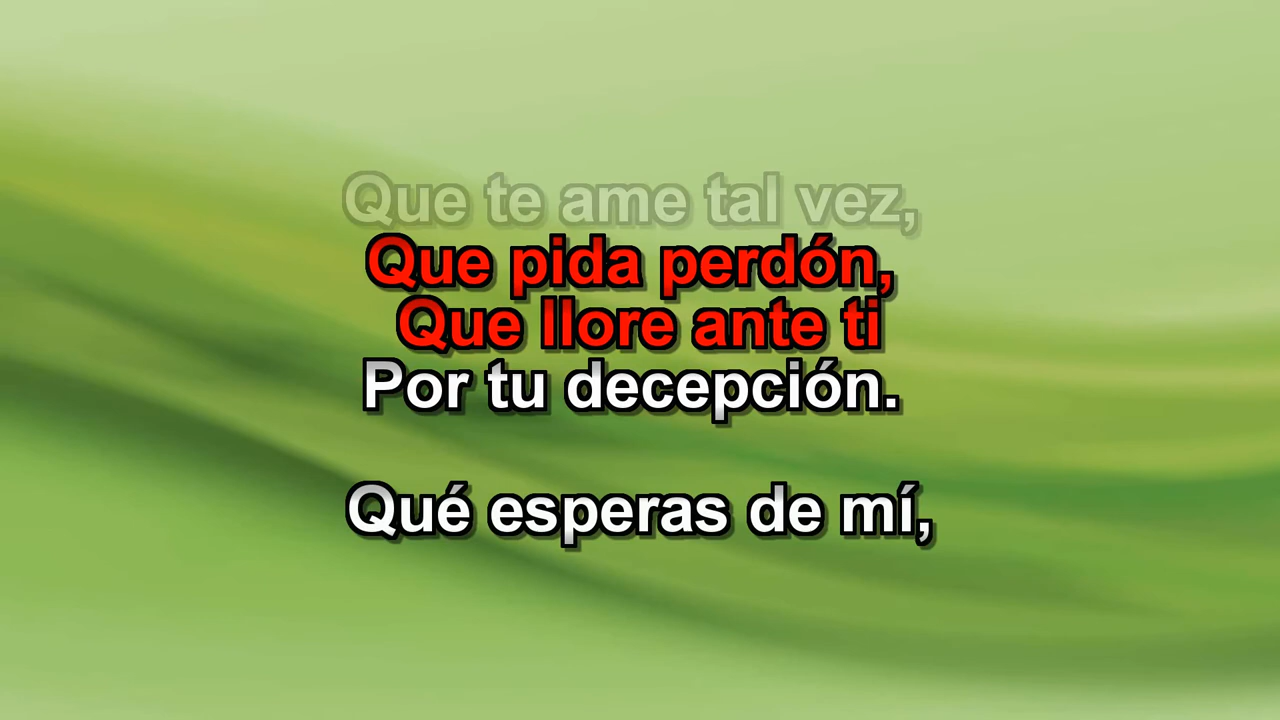 Que te ame tal vez,
Que pida perdón,
Que llore ante ti
Por tu decepción.
Qué esperas de mí,